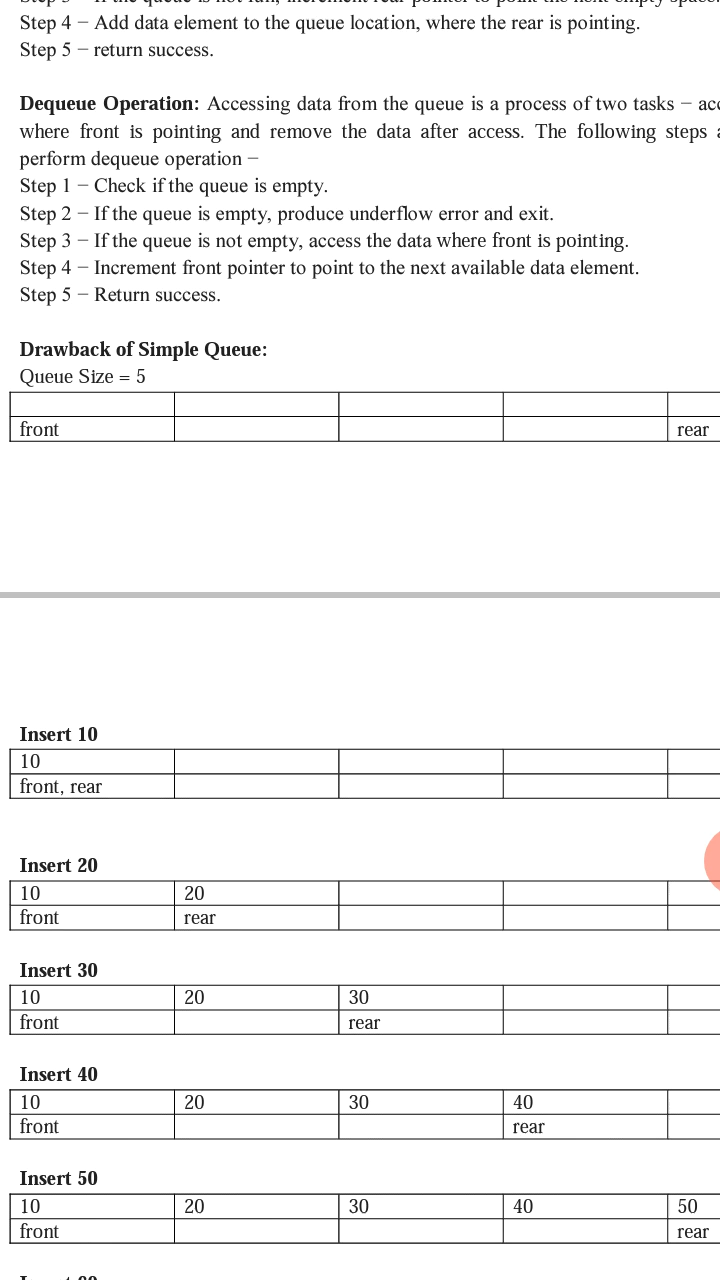 Step 4 − Add data element to the queue location, where the rear is pointing.
Step 5 − return success.
Dequeue Operation: Accessing data from the queue is a process of two tasks −
where front is pointing and remove the data after access. The following steps
perform dequeue operation −
Step 1 − Check if the queue is empty.
Step 2 − If the queue is empty, produce underflow error and exit.
Step 3 − If the queue is not empty, access the data where front is pointing.
Step 4 − Increment front pointer to point to the next available data element.
Step 5 − Return success.
Drawback of Simple Queue:
Queue Size = 5
front rear
Insert 10
10
front, rear
Insert 20
10 20
front rear
Insert 30
10 20 30
front rear
Insert 40
10 20 30 40
front rear
Insert 50
10 20 30 40 50
front rear